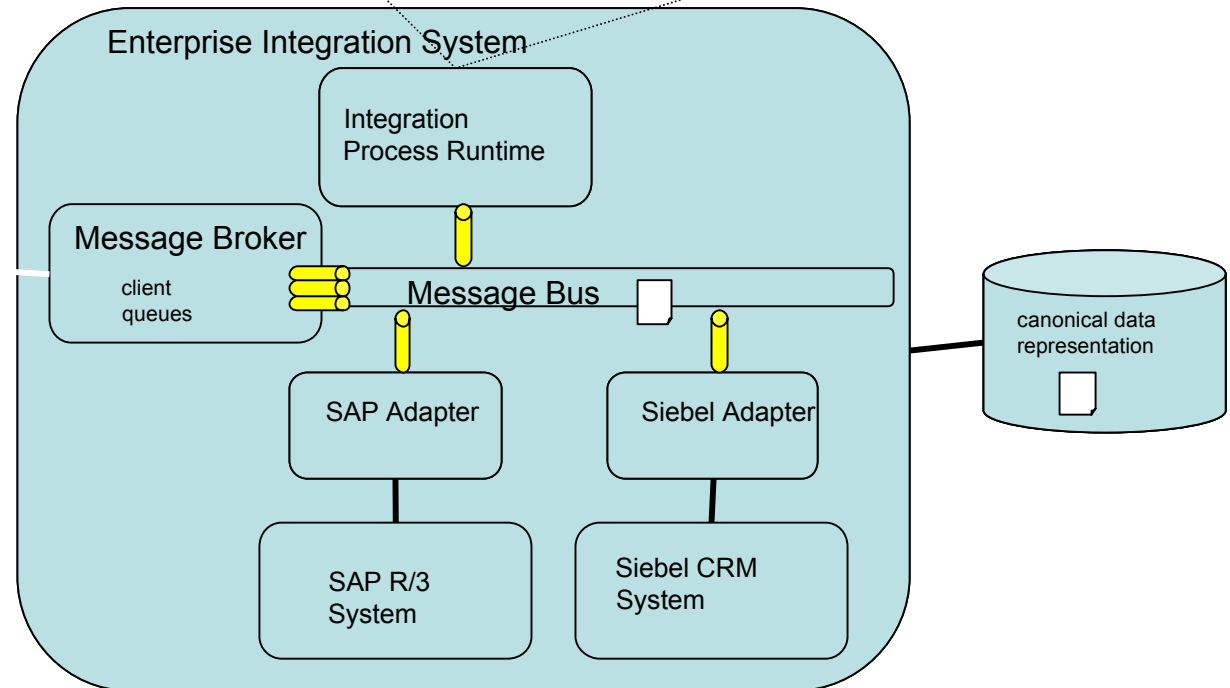 Enterprise Integration System
Integration
Process Runtime
Message Broker
client
queues
Message Bus
canonical data
representation
SAP Adapter
Siebel Adapter
SAP R/3
System
Siebel CRM
System